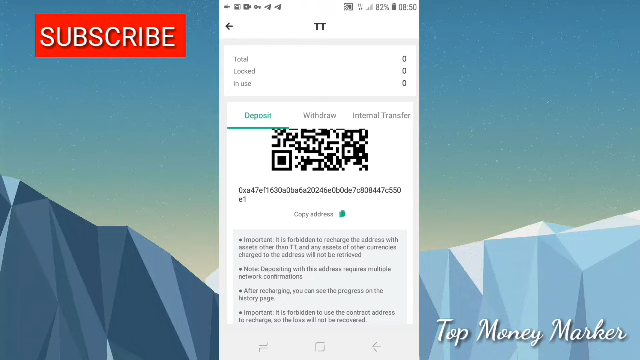 SUBSCRIBE
82% 08:50
TT
Total 0
Locked 0
In use 0
Deposit Withdraw Internal Transfer
0xa47ef1630a0ba6a20246e0b0de7c808447c550
e1
Copy address
● Important: It is forbidden to recharge the address with
assets other than TT, and any assets of other currencies
charged to the address will not be retrieved
● Note: Depositing with this address requires multiple
network confirmations
● After recharging, you can see the progress on the
history page.
● Important: It is forbidden to use the contract address
to recharge, so the loss will not be recovered.
Top Money Marker